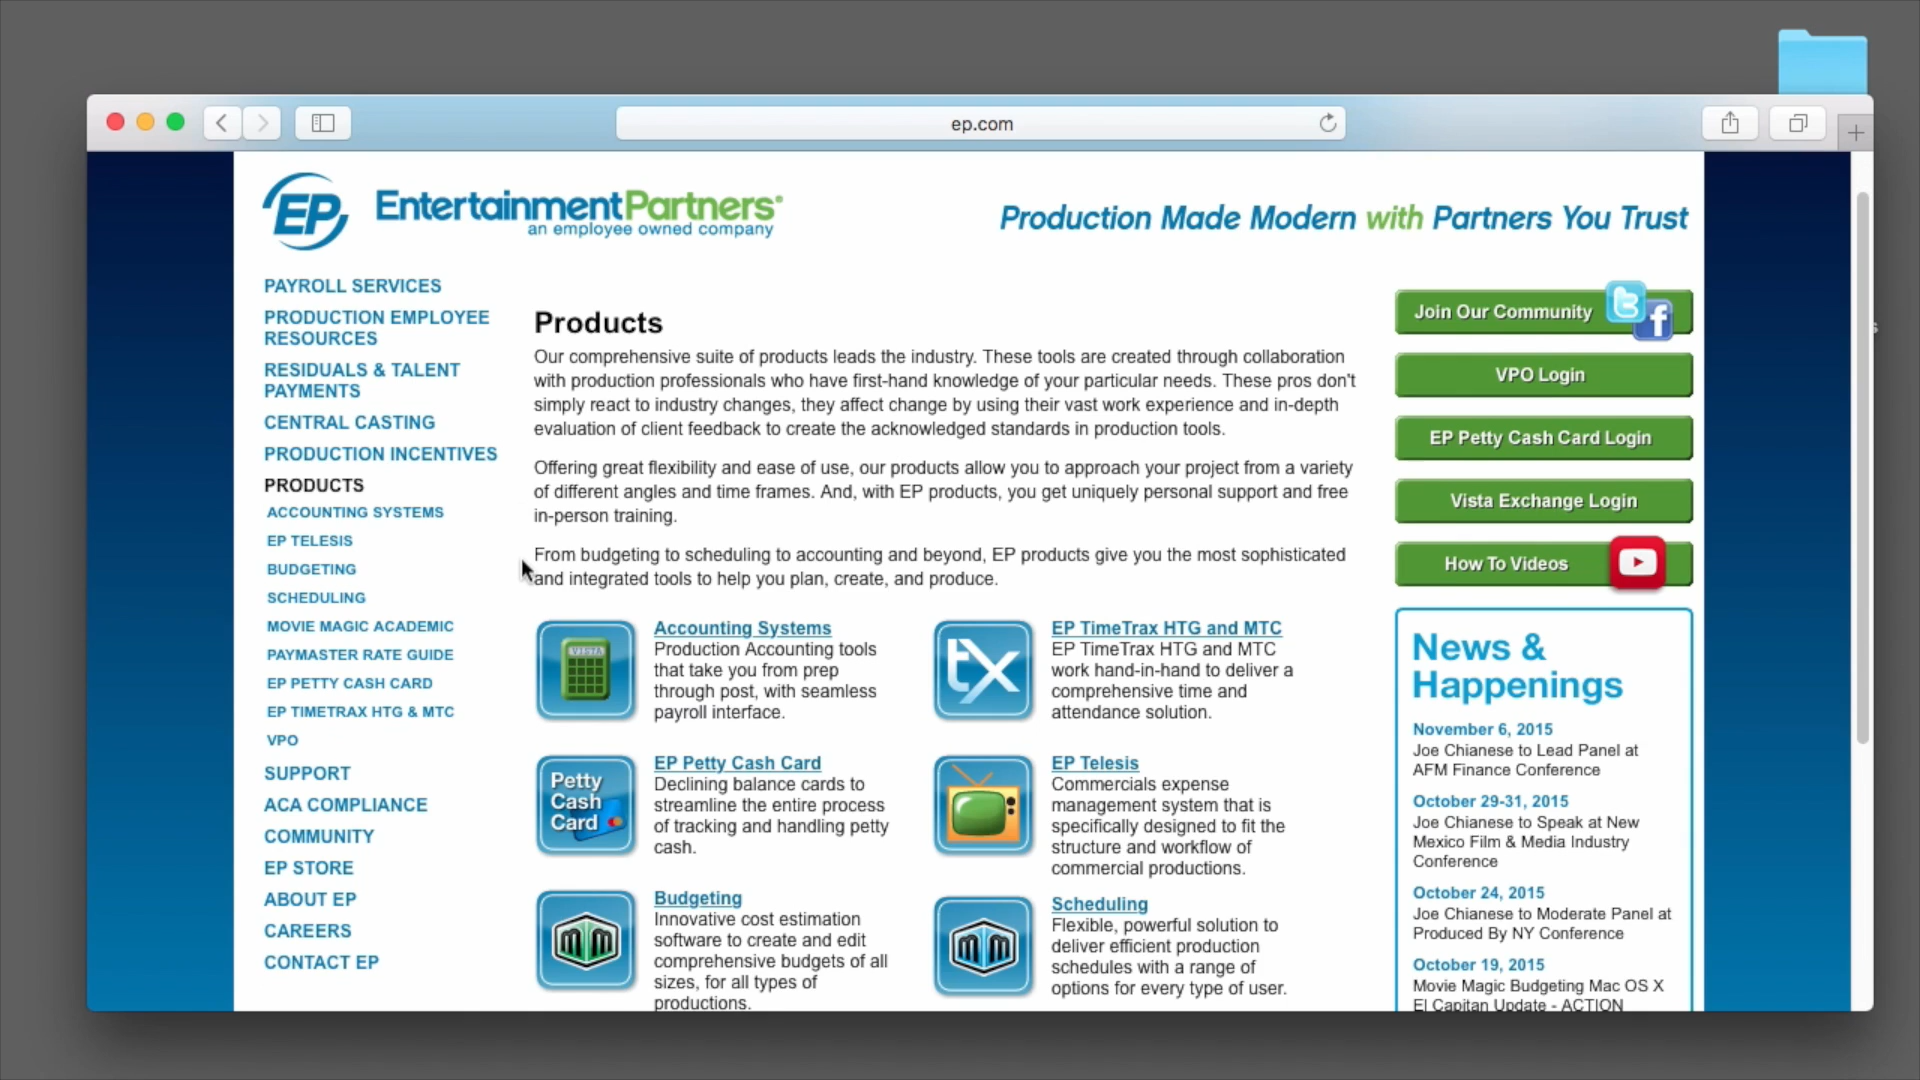 ep.com
EP EntertainmentPartners
an employee owned company
Production Made Modern with Partners You Trust
PAYROLL SERVICES
PRODUCTION EMPLOYEE
RESOURCES
RESIDUALS & TALENT
PAYMENTS
CENTRAL CASTING
PRODUCTION INCENTIVES
PRODUCTS
ACCOUNTING SYSTEMS
EP TELESIS
BUDGETING
SCHEDULING
MOVIE MAGIC ACADEMIC
PAYMASTER RATE GUIDE
EP PETTY CASH CARD
EP TIMETRAX HTG & MTC
VPO
SUPPORT
ACA COMPLIANCE
COMMUNITY
EP STORE
ABOUT EP
CAREERS
CONTACT EP
Products
Our comprehensive suite of products leads the industry. These tools are created through collaboration
with production professionals who have first-hand knowledge of your particular needs. These pros don't
simply react to industry changes, they affect change by using their vast work experience and in-depth
evaluation of client feedback to create the acknowledged standards in production tools.
Offering great flexibility and ease of use, our products allow you to approach your project from a variety
of different angles and time frames. And, with EP products, you get uniquely personal support and free
in-person training.
From budgeting to scheduling to accounting and beyond, EP products give you the most sophisticated
and integrated tools to help you plan, create, and produce.
VISTA
Accounting Systems
Production Accounting tools
that take you from prep
through post, with seamless
payroll interface.
tx
EP TimeTrax HTG and MTC
EP TimeTrax HTG and MTC
work hand-in-hand to deliver a
comprehensive time and
attendance solution.
Petty
Cash
Card
EP Petty Cash Card
Declining balance cards to
streamline the entire process
of tracking and handling petty
cash.
EP Telesis
Commercials expense
management system that is
specifically designed to fit the
structure and workflow of
commercial productions.
MM
Budgeting
Innovative cost estimation
software to create and edit
comprehensive budgets of all
sizes, for all types of
productions.
MM
Scheduling
Flexible, powerful solution to
deliver efficient production
schedules with a range of
options for every type of user.
Join Our Community
VPO Login
EP Petty Cash Card Login
Vista Exchange Login
How To Videos
News &
Happenings
November 6, 2015
Joe Chianese to Lead Panel at
AFM Finance Conference
October 29-31, 2015
Joe Chianese to Speak at New
Mexico Film & Media Industry
Conference
October 24, 2015
Joe Chianese to Moderate Panel at
Produced By NY Conference
October 19, 2015
Movie Magic Budgeting Mac OS X
El Capitan Update - ACTION